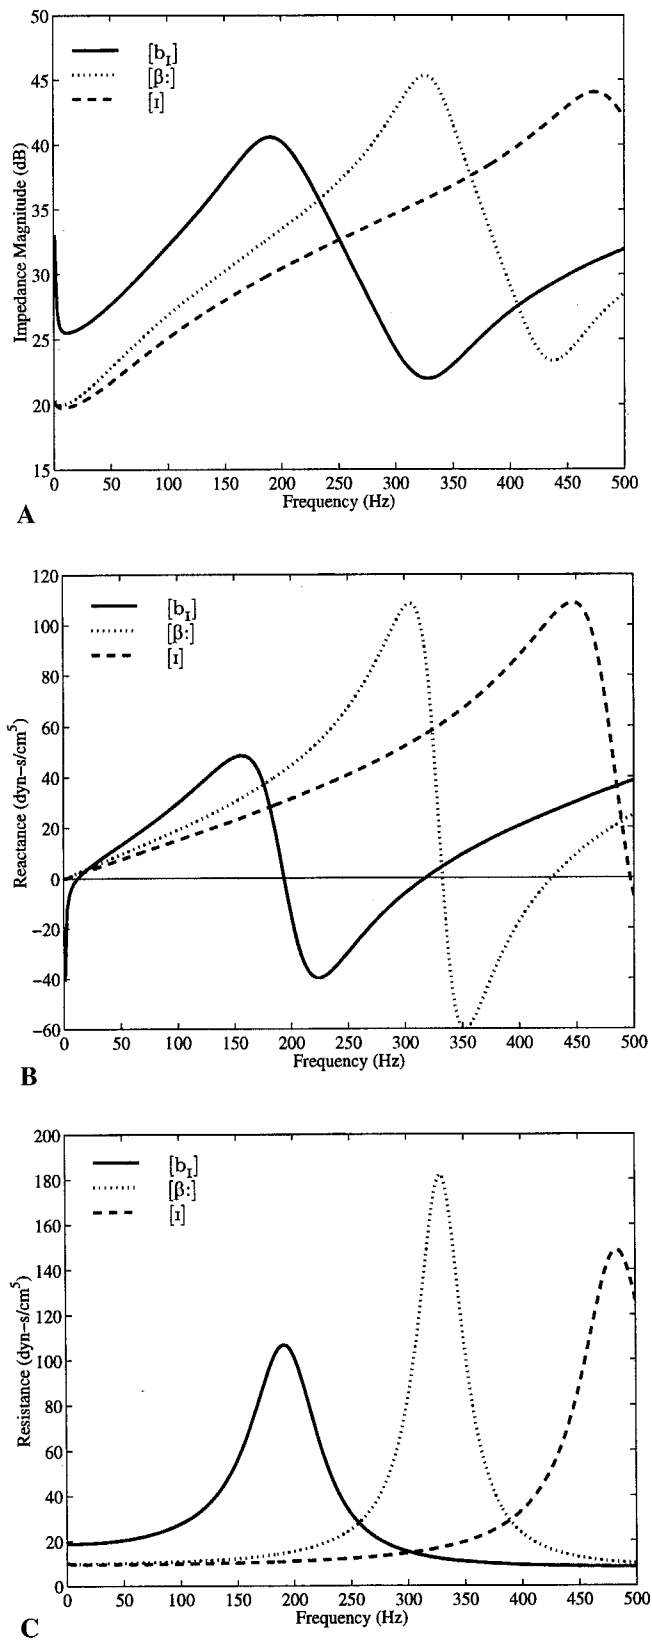 50
45
40
35
30
25
20
15
Impedance Magnitude (dB)
[bɪ]
[β:]
[ɪ]
0 50 100 150 200 250 300 350 400 450 500
Frequency (Hz)
A
120
100
80
60
40
20
0
−20
−40
−60
Reactance (dyn−s/cm⁵)
[bɪ]
[β:]
[ɪ]
0 50 100 150 200 250 300 350 400 450 500
Frequency (Hz)
B
200
180
160
140
120
100
80
60
40
20
0
Resistance (dyn−s/cm⁵)
[bɪ]
[β:]
[ɪ]
0 50 100 150 200 250 300 350 400 450 500
Frequency (Hz)
C